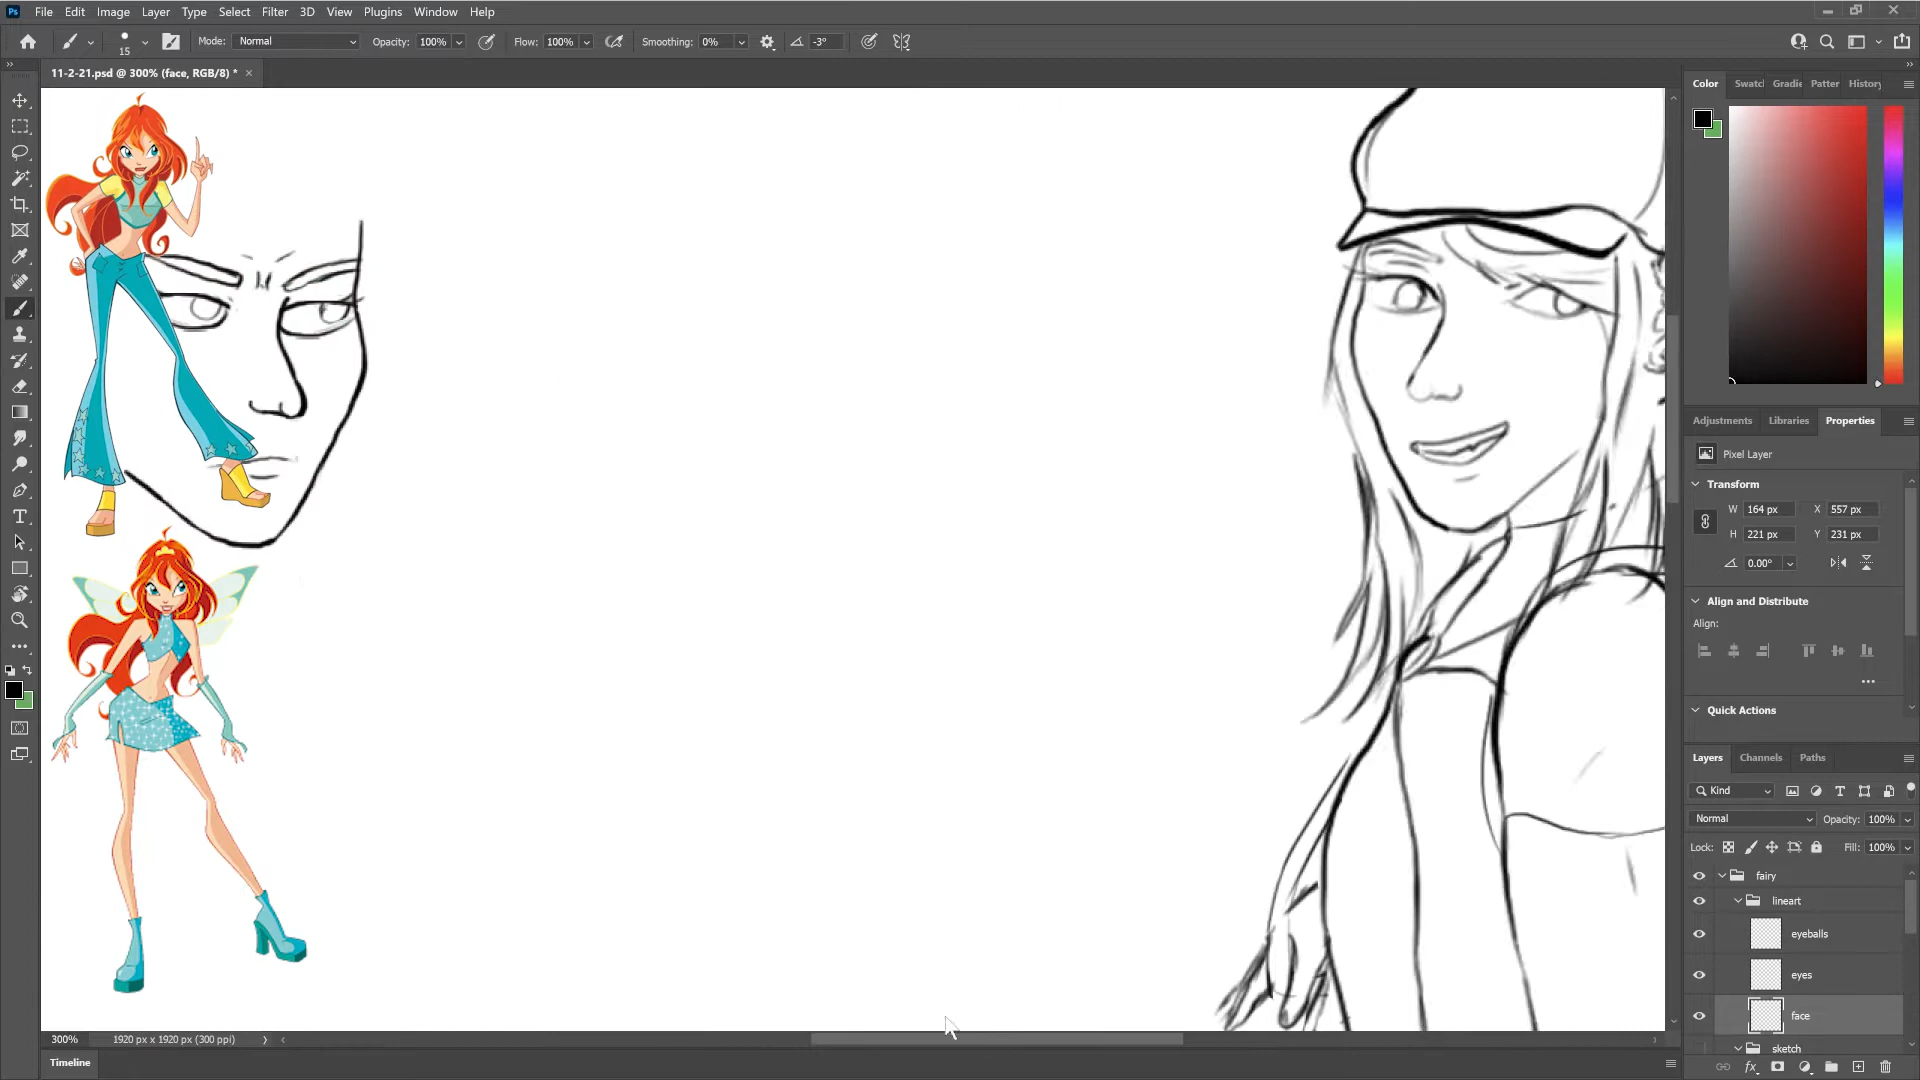 Ps File Edit Image Layer Type Select Filter 3D View Plugins Window Help
15 Mode: Normal Opacity: 100% Flow: 100% Smoothing: 0% -3°
11-2-21.psd @ 300% (face, RGB/8) * ×
Color Swatc Gradie Patter History
Adjustments Libraries Properties
Pixel Layer
Transform
W 164 px X 557 px
H 221 px Y 231 px
0.00°
Align and Distribute
Align:
Quick Actions
Layers Channels Paths
Kind
Normal Opacity: 100%
Lock: Fill: 100%
fairy
lineart
eyeballs
eyes
face
sketch
300% 1920 px x 1920 px (300 ppi)
Timeline